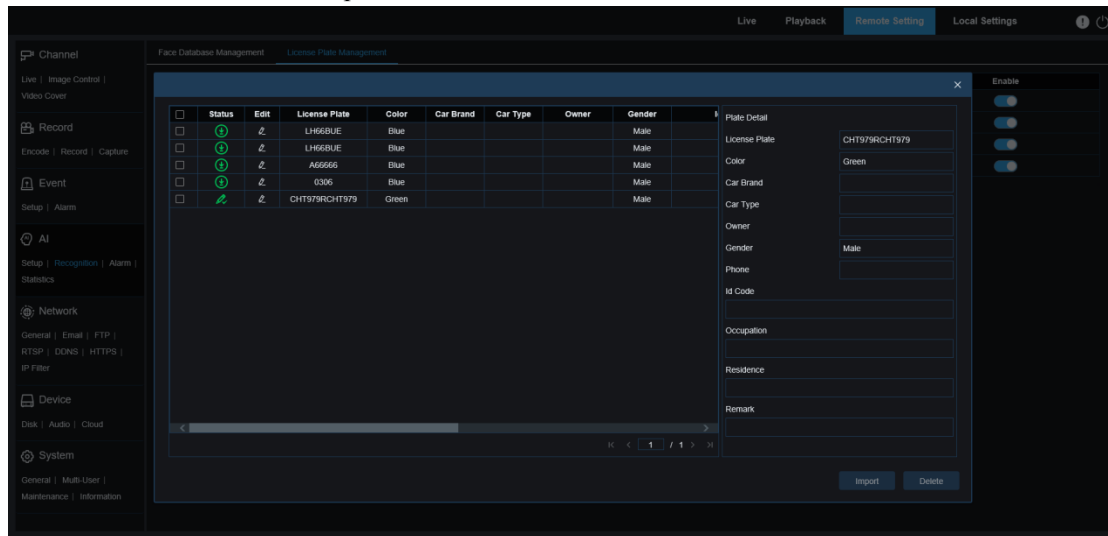 Live Playback Remote Setting Local Settings
Channel
Live | Image Control |
Video Cover
Record
Encode | Record | Capture
Event
Setup | Alarm
AI
Setup | Recognition | Alarm |
Statistics
Network
General | Email | FTP |
RTSP | DDNS | HTTPS |
IP Filter
Device
Disk | Audio | Cloud
System
General | Multi-User |
Maintenance | Information
Face Database Management License Plate Management
Enable
Status Edit License Plate Color Car Brand Car Type Owner Gender
LH66BUE Blue Male
LH66BUE Blue Male
A66666 Blue Male
0306 Blue Male
CHT979RCHT979 Green Male
1 / 1
Plate Detail
License Plate CHT979RCHT979
Color Green
Car Brand
Car Type
Owner
Gender Male
Phone
Id Code
Occupation
Residence
Remark
Import Delete